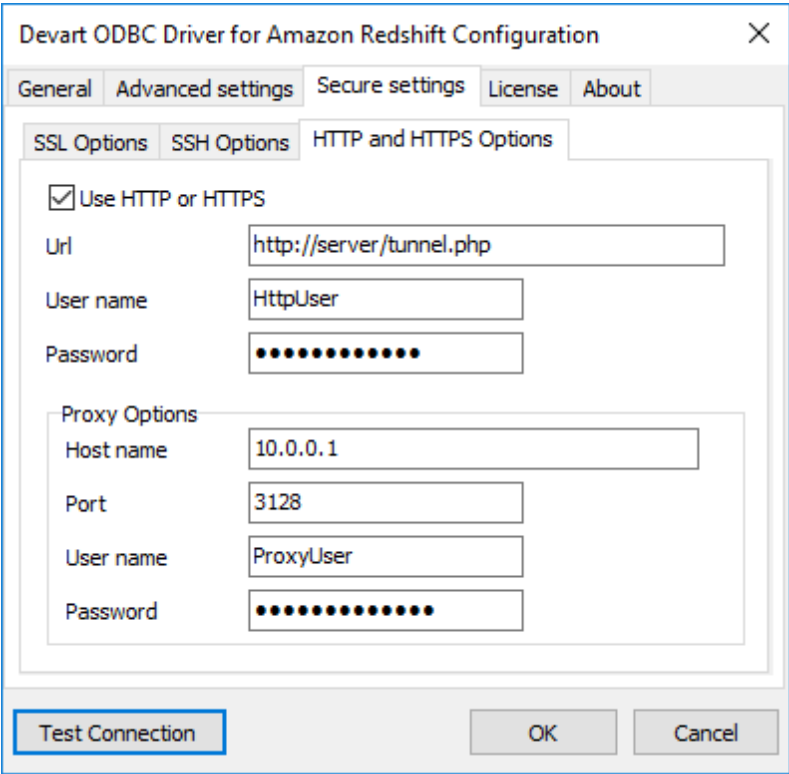 Devart ODBC Driver for Amazon Redshift Configuration
General Advanced settings Secure settings License About
SSL Options SSH Options HTTP and HTTPS Options
Use HTTP or HTTPS
Url http://server/tunnel.php
User name HttpUser
Password ●●●●●●●●●●●●
Proxy Options
Host name 10.0.0.1
Port 3128
User name ProxyUser
Password ●●●●●●●●●●●●●
Test Connection OK Cancel